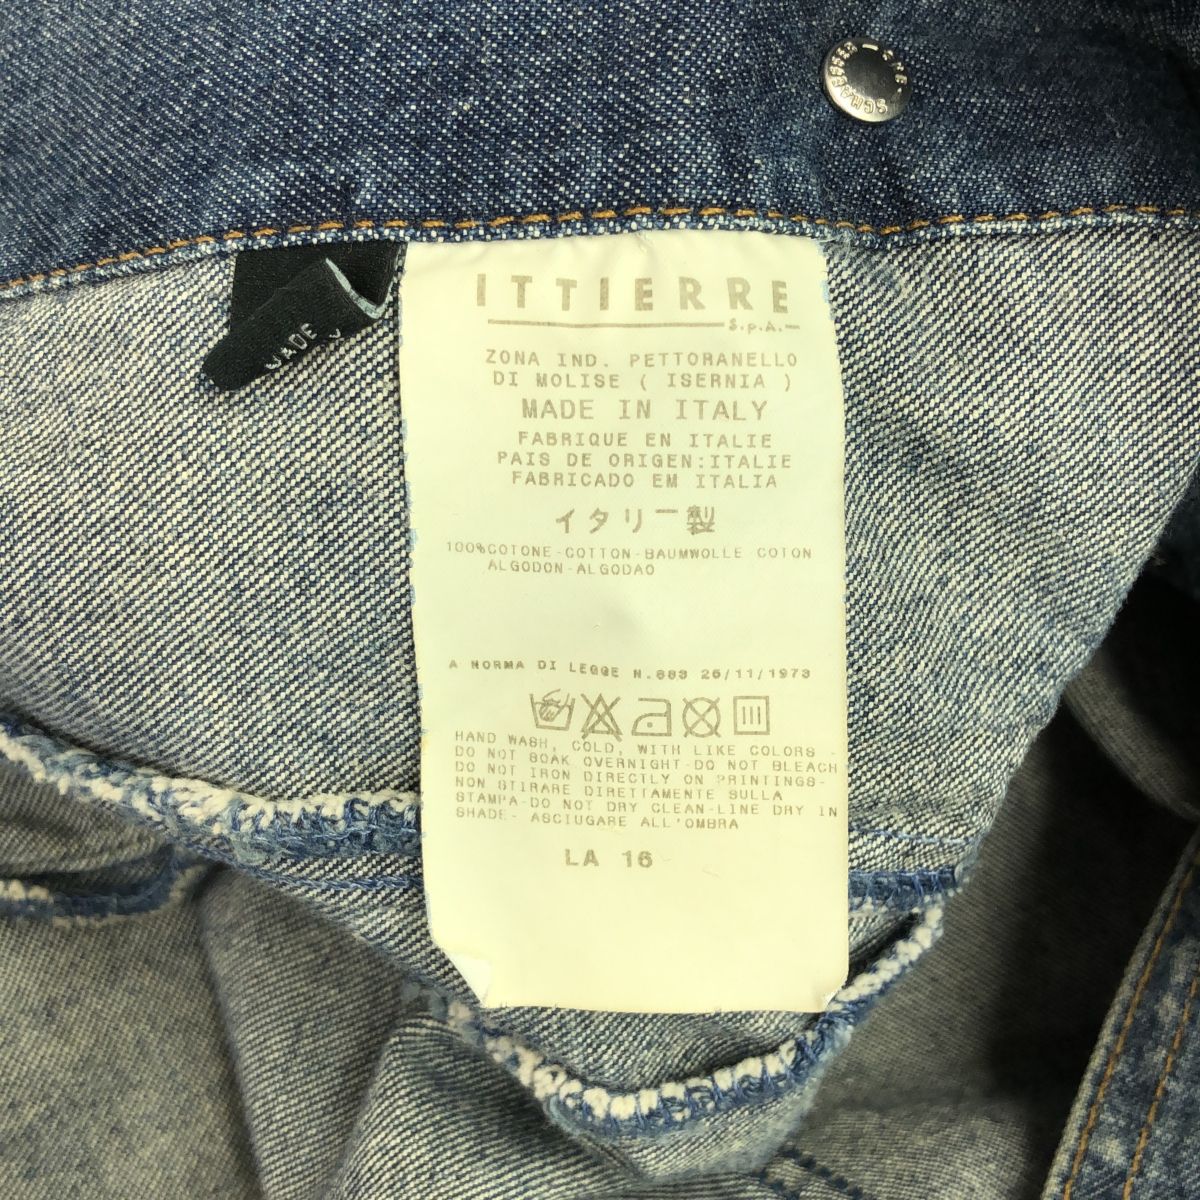 ITTIERRE
S.p.A.
ZONA IND. PETTORANELLO
DI MOLISE ( ISERNIA )
MADE IN ITALY
FABRIQUE EN ITALIE
PAIS DE ORIGEN:ITALIE
FABRICADO EM ITALIA
イタリー製
100%COTONE-COTTON-BAUMWOLLE COTON
ALGODON-ALGODAO
A NORMA DI LEGGE N.883 26/11/1973
HAND WASH, COLD, WITH LIKE COLORS -
DO NOT SOAK OVERNIGHT-DO NOT BLEACH
DO NOT IRON DIRECTLY ON PRINTINGS-
NON STIRARE DIRETTAMENTE SULLA
STAMPA-DO NOT DRY CLEAN-LINE DRY IN
SHADE- ASCIUGARE ALL'OMBRA
LA 16
MADE